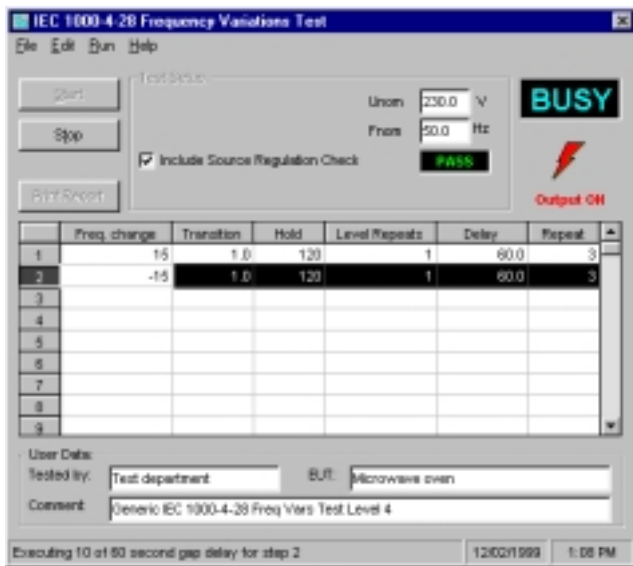 IEC 1000-4-28 Frequency Variations Test
File Edit Run Help
Start
Test Setup
Unom 230.0 V
BUSY
Stop
Fnom 50.0 Hz
Include Source Regulation Check
PASS
Print Report
Output ON
Freq. change Transition Hold Level Repeats Delay Repeat
1 15 1.0 120 1 60.0 3
2 -15 1.0 120 1 60.0 3
3
4
5
6
7
8
9
User Data:
Tested by: Test department EUT: Microwave oven
Comment Generic IEC 1000-4-28 Freq Vars Test Level 4
Executing 10 of 60 second gap delay for step 2 12/02/1999 1:08 PM